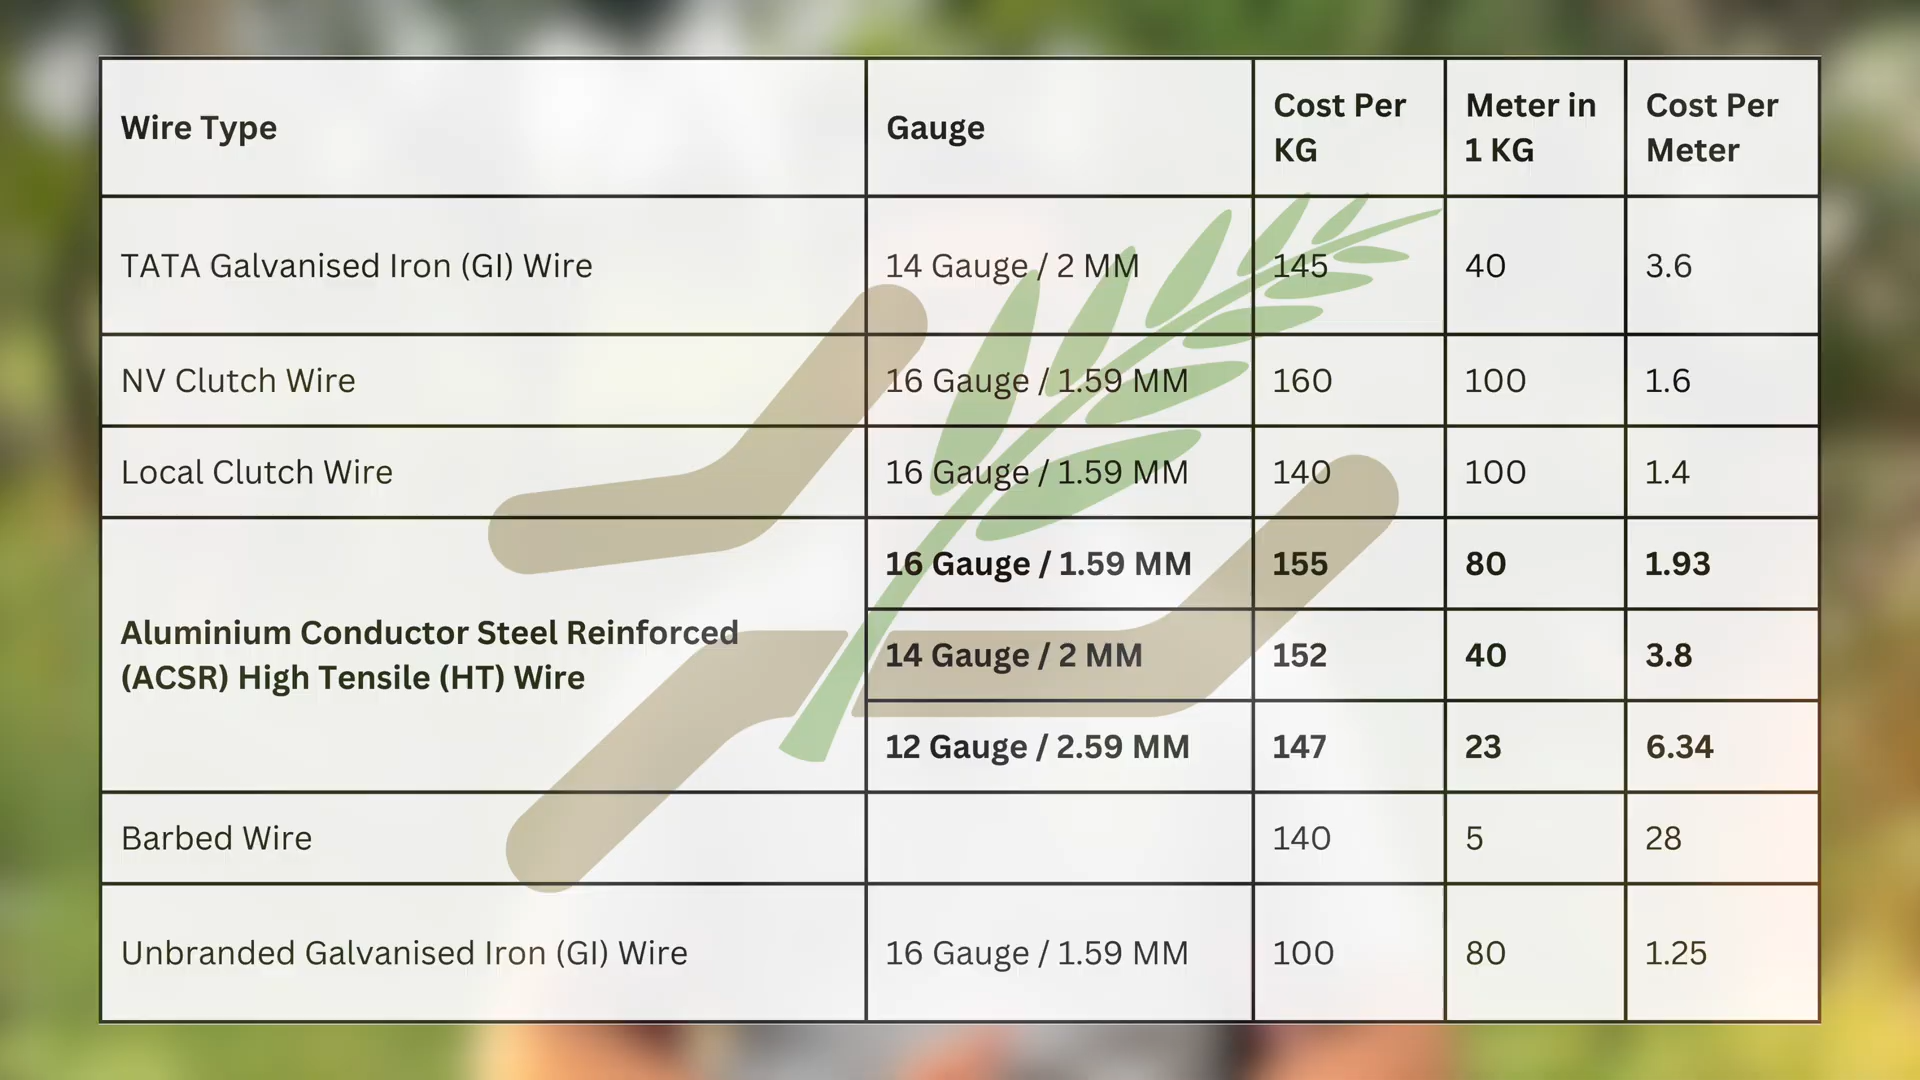 Wire Type Gauge Cost Per KG Meter in 1 KG Cost Per Meter
TATA Galvanised Iron (GI) Wire 14 Gauge / 2 MM 145 40 3.6
NV Clutch Wire 16 Gauge / 1.59 MM 160 100 1.6
Local Clutch Wire 16 Gauge / 1.59 MM 140 100 1.4
Aluminium Conductor Steel Reinforced
(ACSR) High Tensile (HT) Wire
16 Gauge / 1.59 MM 155 80 1.93
14 Gauge / 2 MM 152 40 3.8
12 Gauge / 2.59 MM 147 23 6.34
Barbed Wire 140 5 28
Unbranded Galvanised Iron (GI) Wire 16 Gauge / 1.59 MM 100 80 1.25